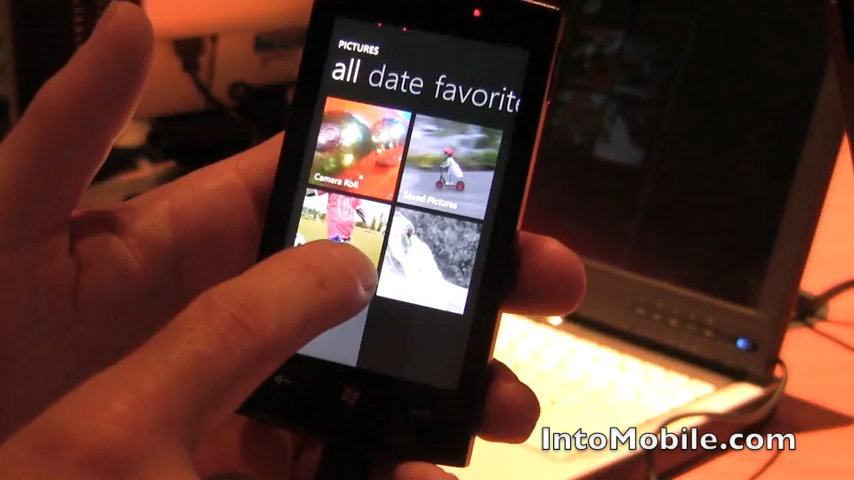 PICTURES
all date favorite
Camera Roll
Saved Pictures
IntoMobile.com